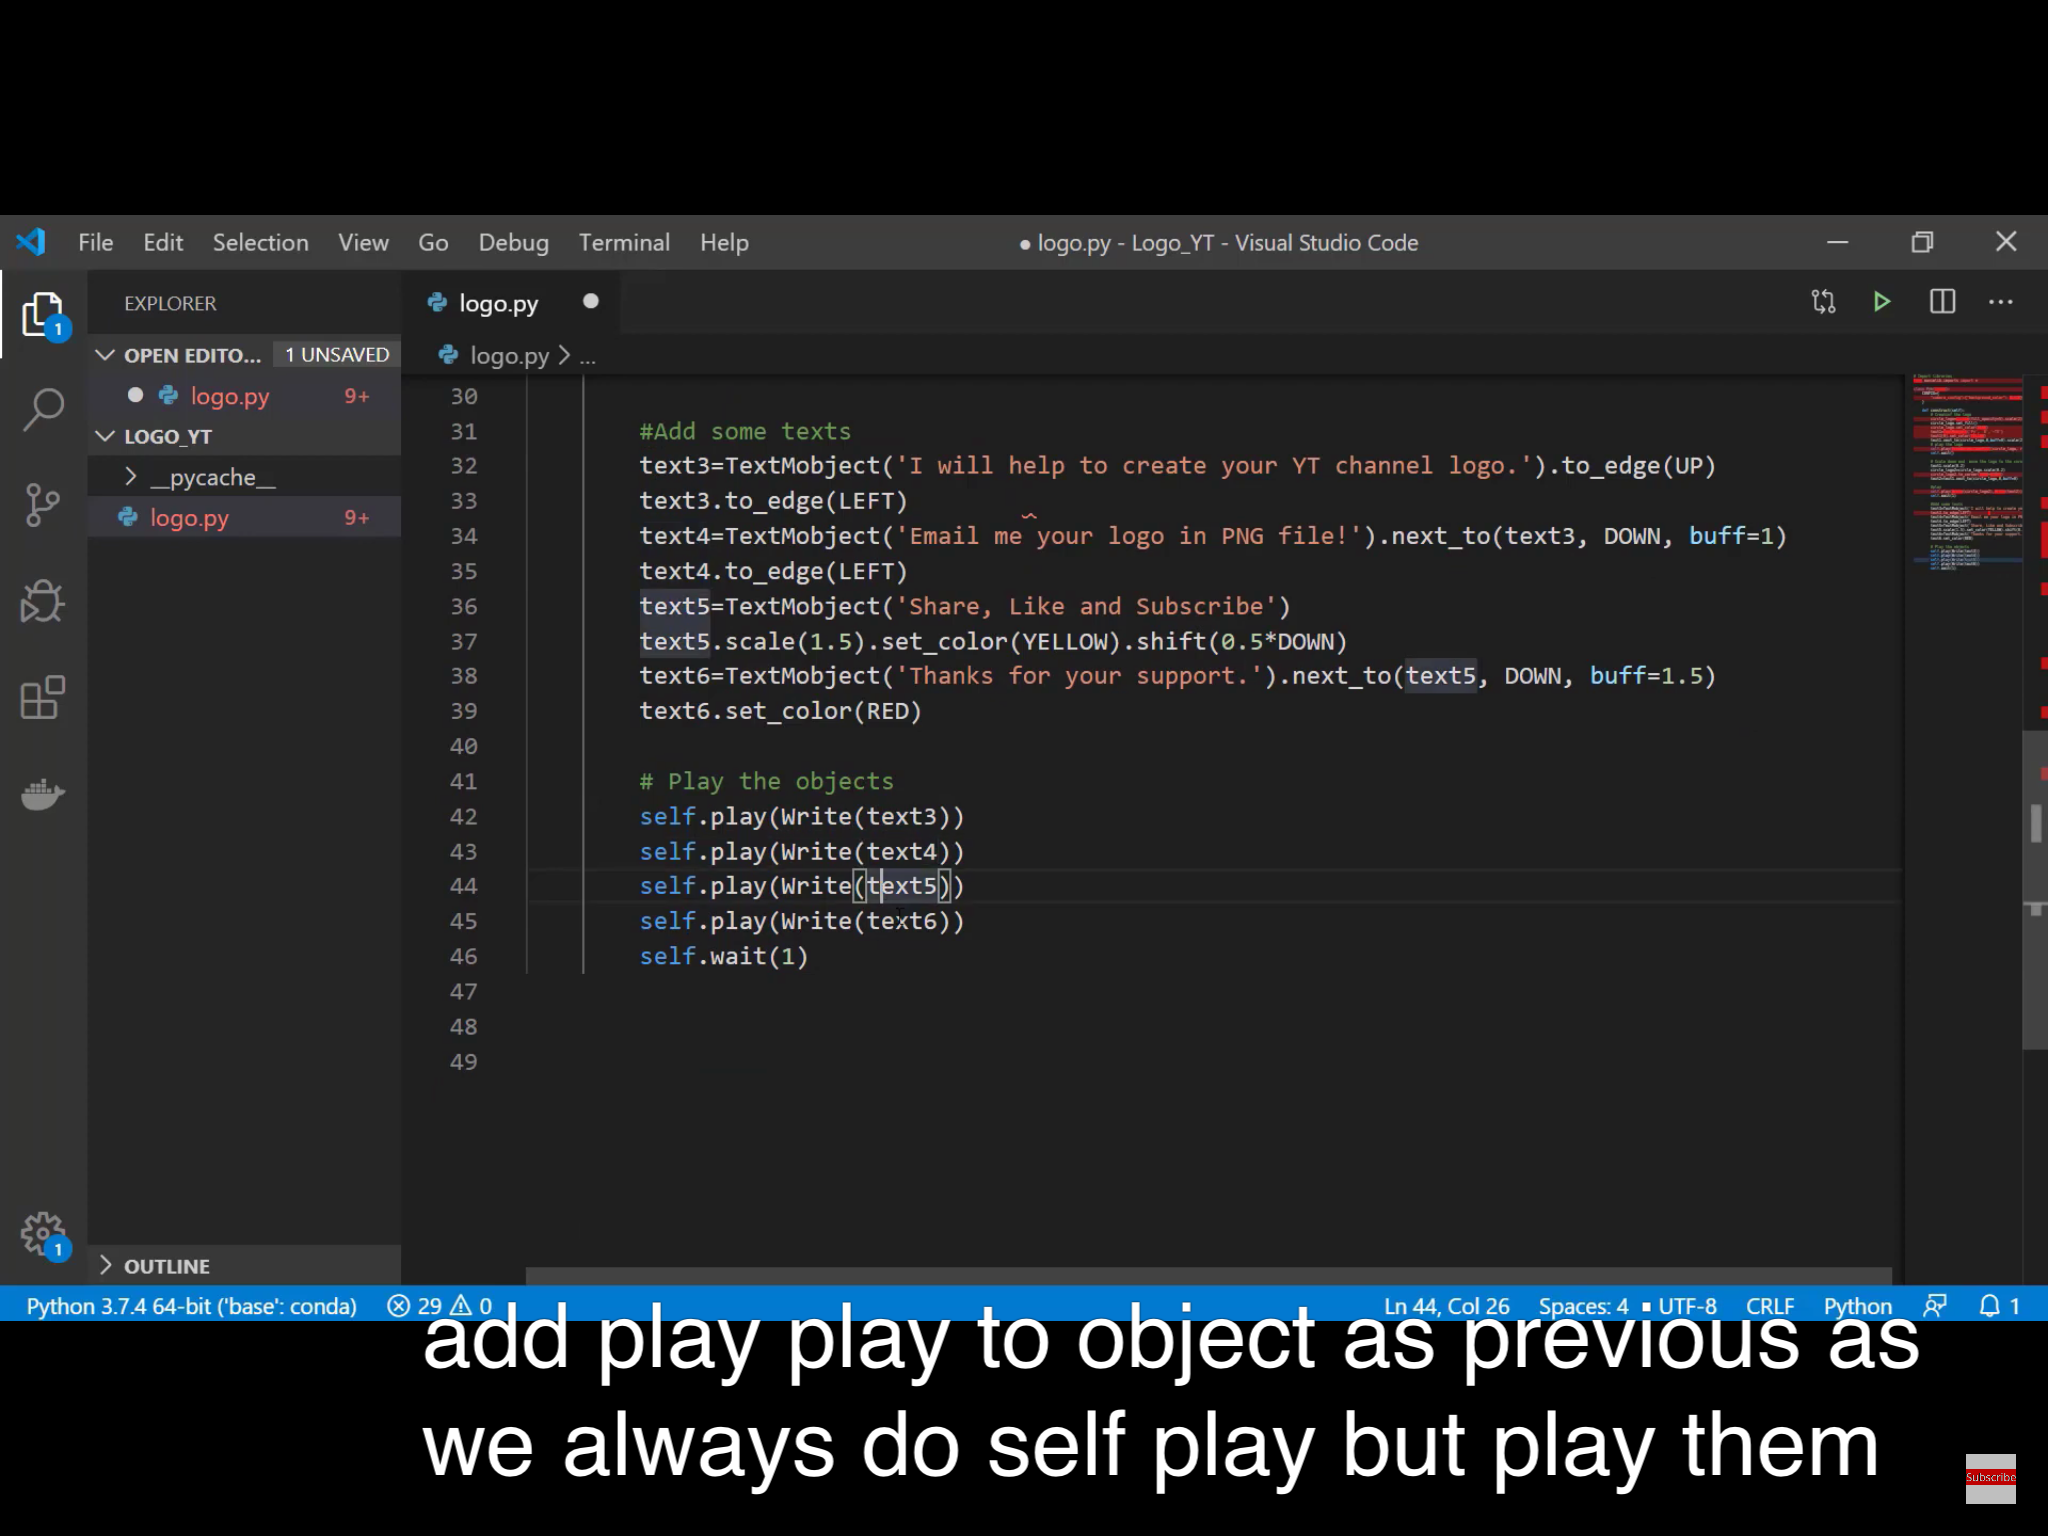 File Edit Selection View Go Debug Terminal Help
● logo.py - Logo_YT - Visual Studio Code
EXPLORER
logo.py
OPEN EDITO... 1 UNSAVED
logo.py > ...
logo.py 9+
LOGO_YT
__pycache__
logo.py 9+
30
31 #Add some texts
32 text3=TextMobject('I will help to create your YT channel logo.').to_edge(UP)
33 text3.to_edge(LEFT)
34 text4=TextMobject('Email me your logo in PNG file!').next_to(text3, DOWN, buff=1)
35 text4.to_edge(LEFT)
36 text5=TextMobject('Share, Like and Subscribe')
37 text5.scale(1.5).set_color(YELLOW).shift(0.5*DOWN)
38 text6=TextMobject('Thanks for your support.').next_to(text5, DOWN, buff=1.5)
39 text6.set_color(RED)
40
41 # Play the objects
42 self.play(Write(text3))
43 self.play(Write(text4))
44 self.play(Write(text5))
45 self.play(Write(text6))
46 self.wait(1)
47
48
49
1
1
OUTLINE
Python 3.7.4 64-bit ('base': conda) 29 0 Ln 44, Col 26 Spaces: 4 UTF-8 CRLF Python 1
add play play to object as previous as
we always do self play but play them
Subscribe